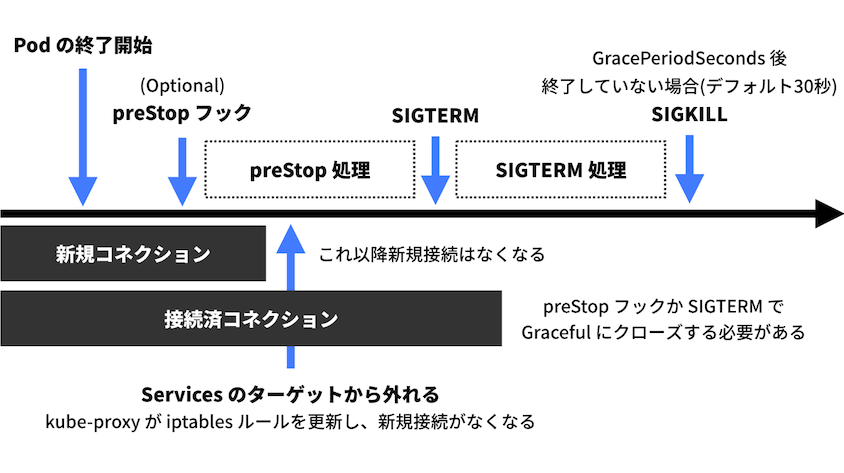 Pod の終了開始
(Optional)
preStop フック
SIGTERM
GracePeriodSeconds 後
終了していない場合(デフォルト30秒)
SIGKILL
preStop 処理
SIGTERM 処理
新規コネクション
これ以降新規接続はなくなる
接続済コネクション
preStop フックか SIGTERM で
Graceful にクローズする必要がある
Services のターゲットから外れる
kube-proxy が iptables ルールを更新し、新規接続がなくなる